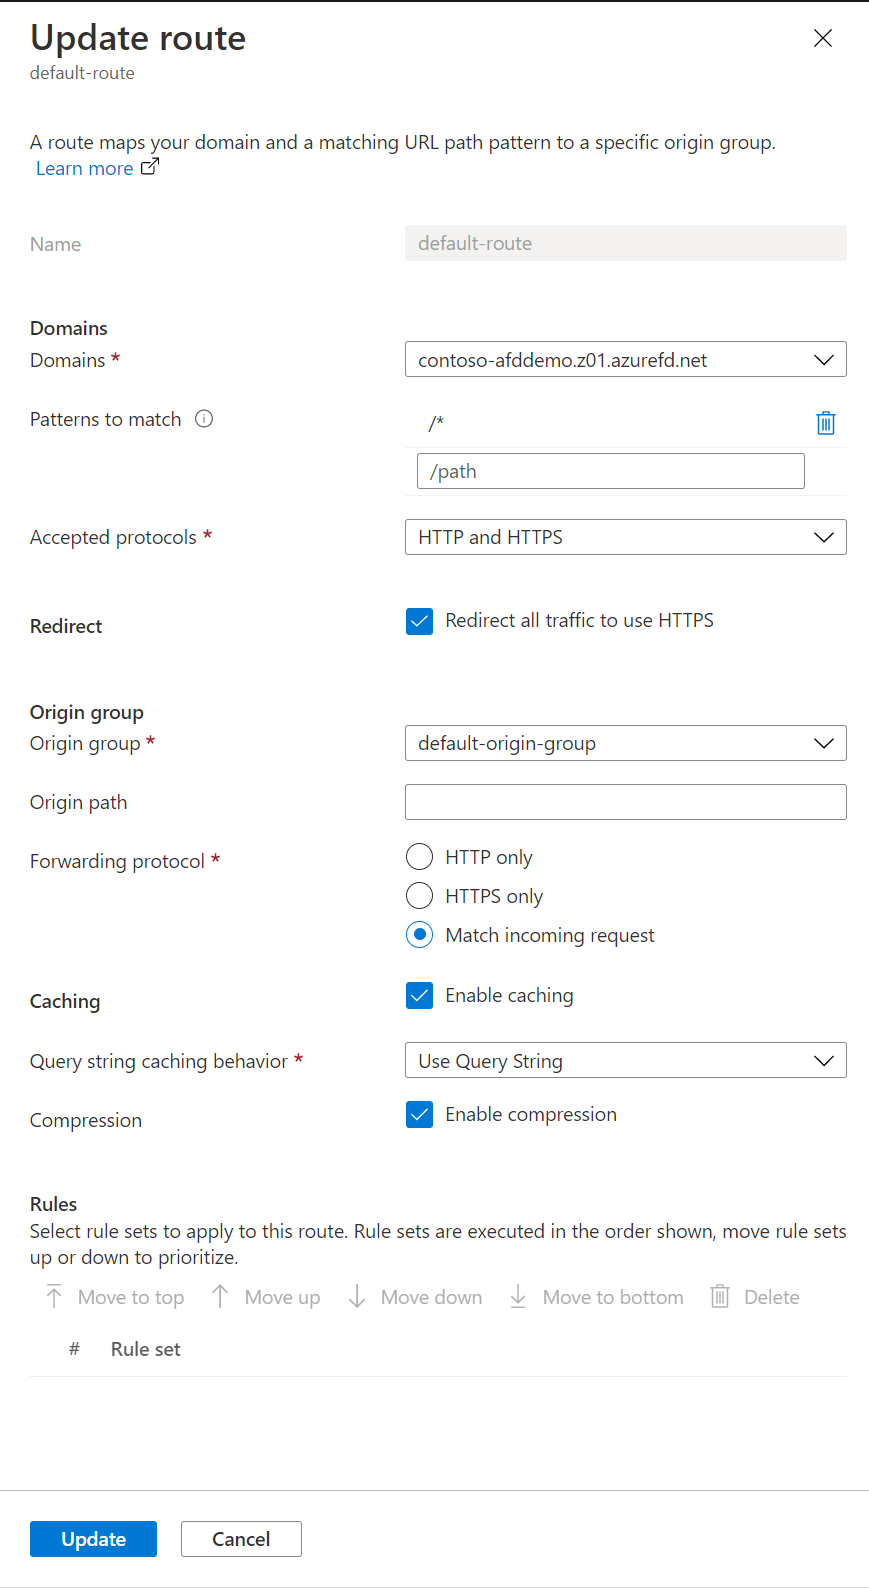 Update route
default-route
A route maps your domain and a matching URL path pattern to a specific origin group.
Learn more
Name
default-route
Domains
Domains *
contoso-afddemo.z01.azurefd.net
Patterns to match
/*
/path
Accepted protocols *
HTTP and HTTPS
Redirect
Redirect all traffic to use HTTPS
Origin group
Origin group *
default-origin-group
Origin path
Forwarding protocol *
HTTP only
HTTPS only
Match incoming request
Caching
Enable caching
Query string caching behavior *
Use Query String
Compression
Enable compression
Rules
Select rule sets to apply to this route. Rule sets are executed in the order shown, move rule sets
up or down to prioritize.
Move to top Move up Move down Move to bottom Delete
# Rule set
Update Cancel